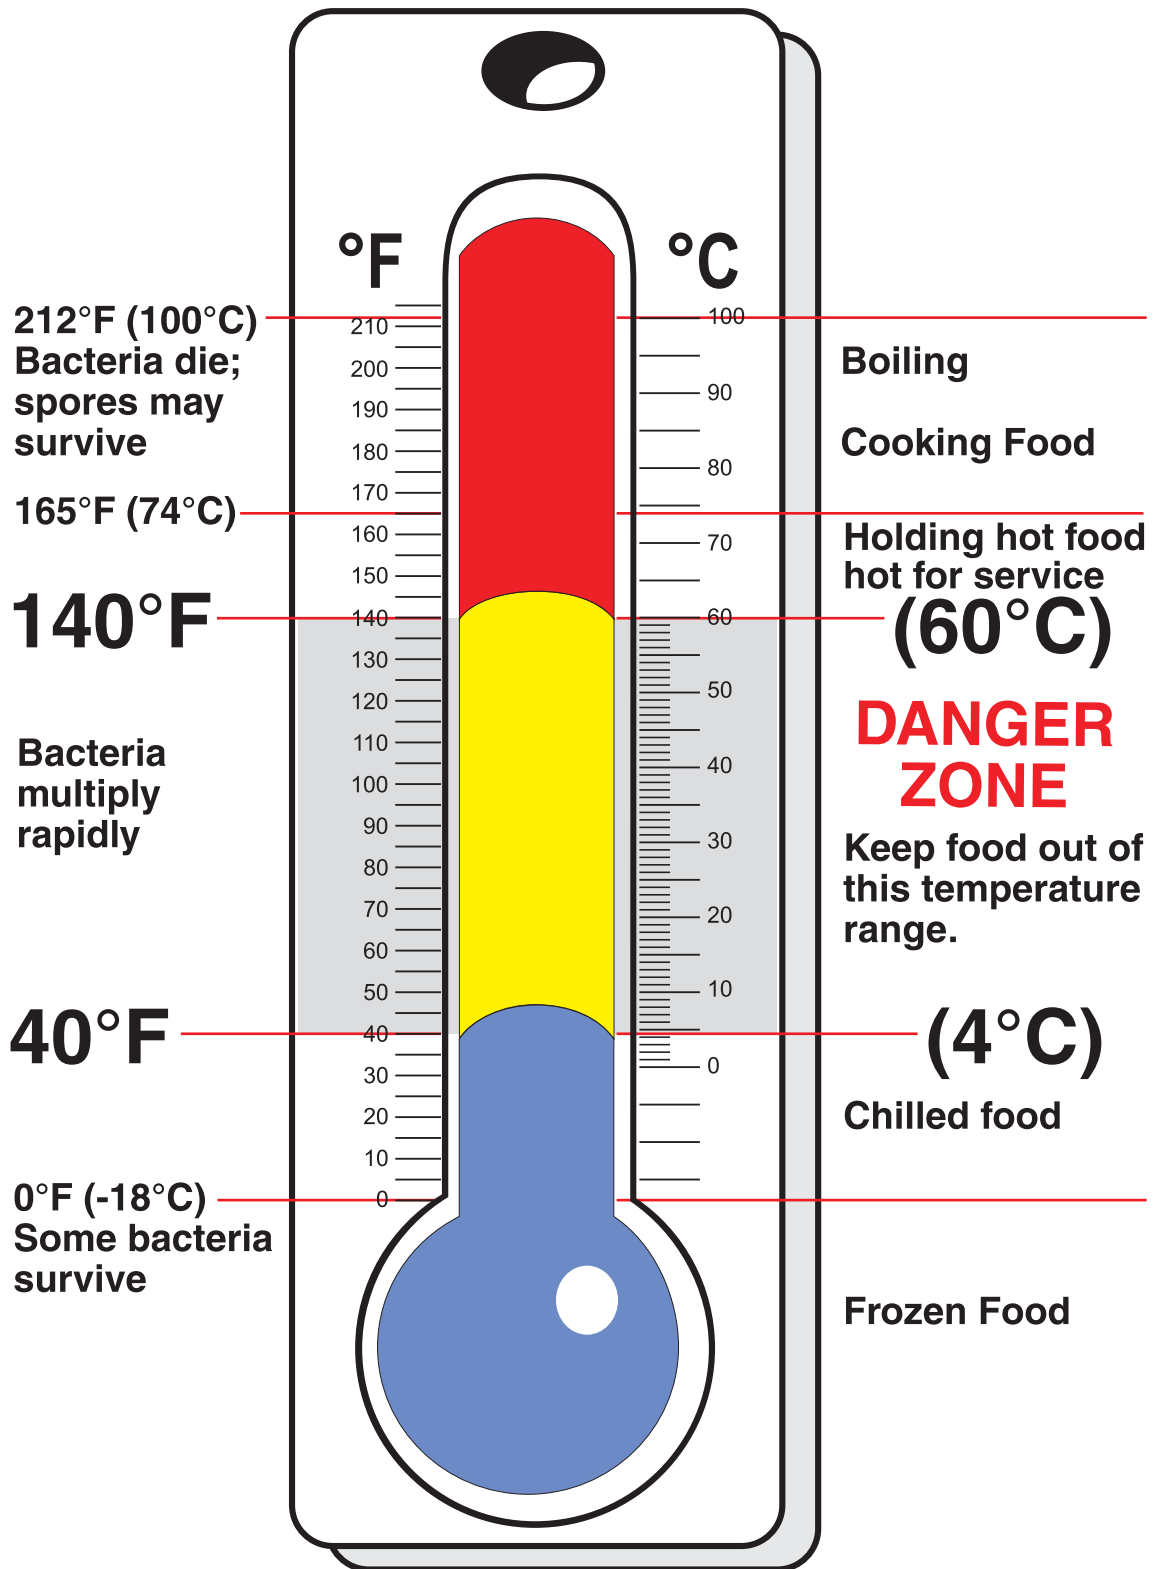 °F
°C
212°F (100°C)
Bacteria die;
spores may
survive
165°F (74°C)
140°F
Bacteria
multiply
rapidly
40°F
0°F (-18°C)
Some bacteria
survive
210
200
190
180
170
160
150
140
130
120
110
100
90
80
70
60
50
40
30
20
10
0
100
90
80
70
60
50
40
30
20
10
0
Boiling
Cooking Food
Holding hot food
hot for service
(60°C)
DANGER
ZONE
Keep food out of
this temperature
range.
(4°C)
Chilled food
Frozen Food